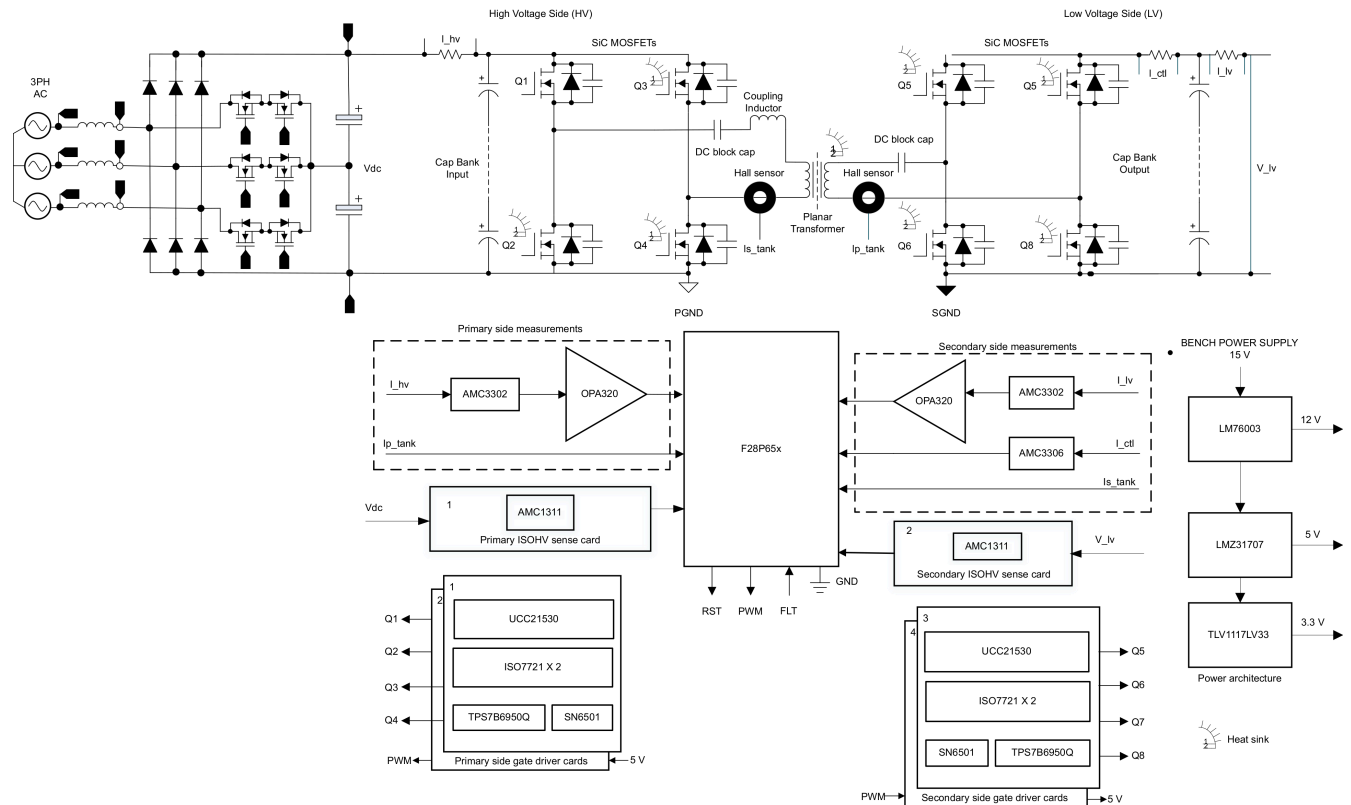 High Voltage Side (HV)
Low Voltage Side (LV)
I_hv
SiC MOSFETs
SiC MOSFETs
3PH
AC
Q1
Q3
Coupling
Inductor
Q5
Q5
I_ctl
I_lv
+
+
DC block cap
DC block cap
Vdc
Cap Bank
Input
Hall sensor
Hall sensor
Cap Bank
Output
V_lv
+
+
+
+
Planar
Transformer
Q2
Q4
Is_tank
Ip_tank
Q6
Q8
PGND
SGND
Primary side measurements
I_hv
AMC3302
OPA320
Ip_tank
F28P65x
Secondary side measurements
OPA320
AMC3302
I_lv
AMC3306
I_ctl
Is_tank
BENCH POWER SUPPLY
15 V
LM76003
12 V
LMZ31707
5 V
TLV1117LV33
3.3 V
Power architecture
Vdc
1
AMC1311
Primary ISOHV sense card
2
AMC1311
Secondary ISOHV sense card
V_lv
RST
PWM
FLT
GND
1
2
UCC21530
ISO7721 X 2
TPS7B6950Q
SN6501
Q1
Q2
Q3
Q4
PWM
Primary side gate driver cards
5 V
3
4
UCC21530
ISO7721 X 2
SN6501
TPS7B6950Q
Q5
Q6
Q7
Q8
PWM
Secondary side gate driver cards
5 V
Heat sink